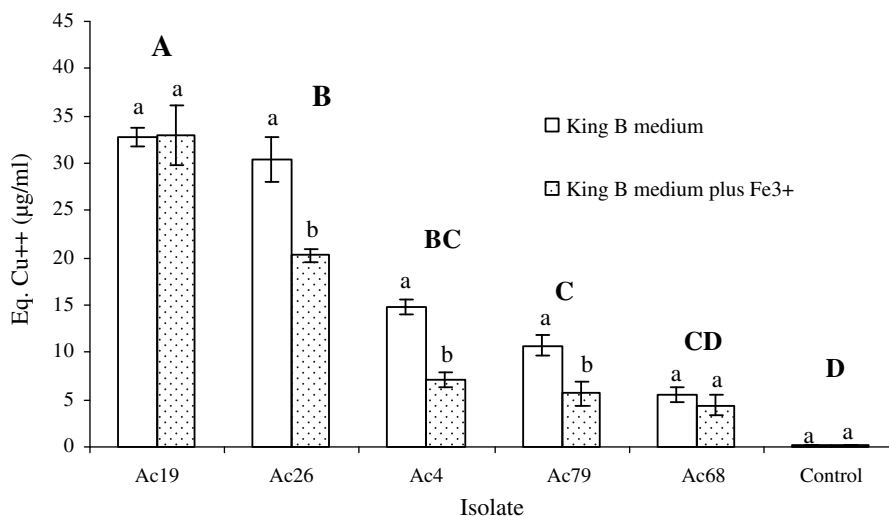 45
40
35
30
25
20
15
10
5
0
Eq. Cu++ (µg/ml)
A
a a
B
a
b
BC
a
b
C
a
b
CD
a a
D
a a
King B medium
King B medium plus Fe3+
Ac19 Ac26 Ac4 Ac79 Ac68 Control
Isolate